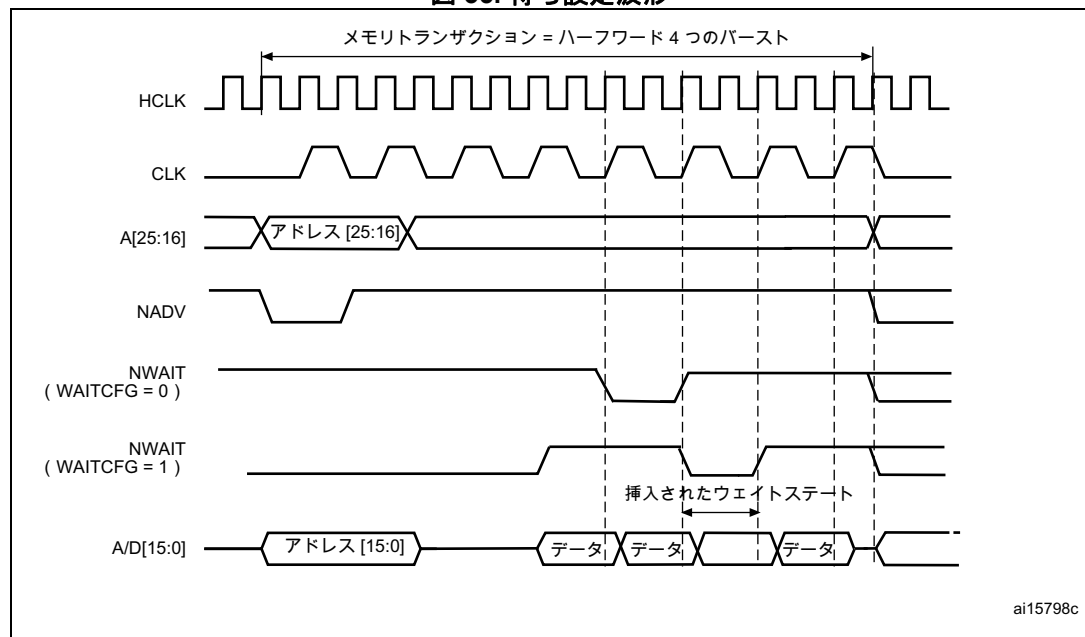 メモリトランザクション = ハーフワード 4 つのバースト
HCLK
CLK
A[25:16]
アドレス [25:16]
NADV
NWAIT
( WAITCFG = 0 )
NWAIT
( WAITCFG = 1 )
挿入されたウェイトステート
A/D[15:0]
アドレス [15:0]
データ
データ
データ
ai15798c